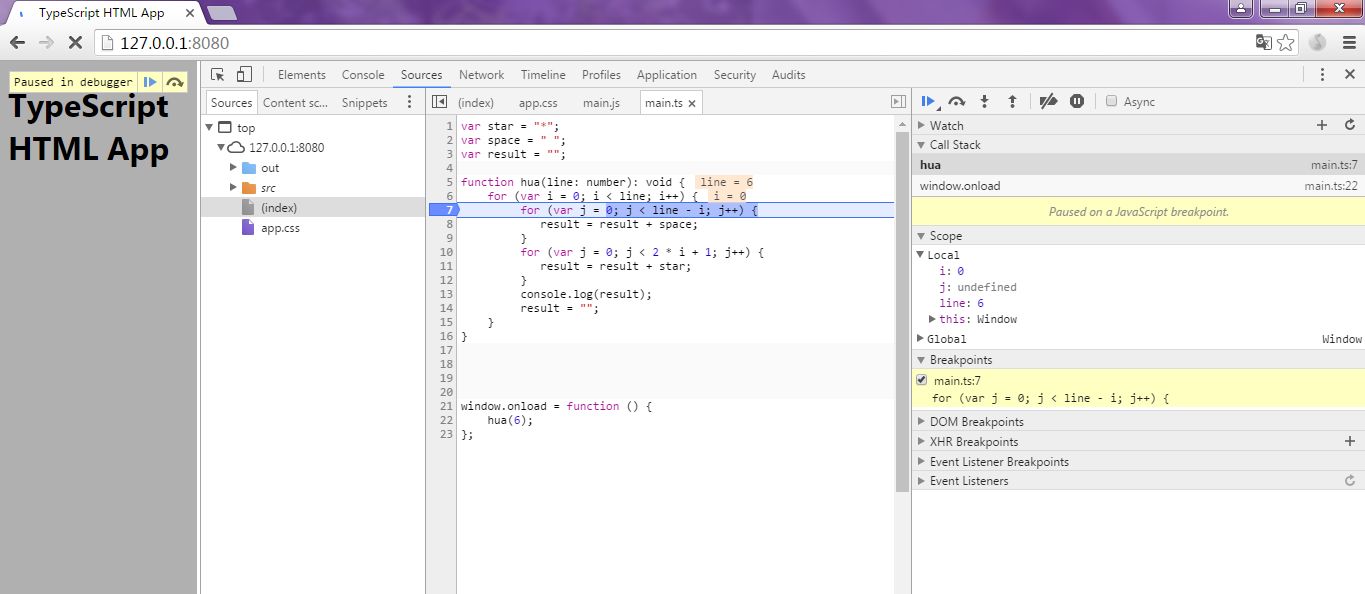 TypeScript HTML App
127.0.0.1:8080
Paused in debugger
TypeScript
HTML App
Elements Console Sources Network Timeline Profiles Application Security Audits
Sources Content sc... Snippets
top
127.0.0.1:8080
out
src
(index)
app.css
(index) app.css main.js main.ts
1 var star = "*";
2 var space = " ";
3 var result = "";
4
5 function hua(line: number): void { line = 6
6 for (var i = 0; i < line; i++) { i = 0
7 for (var j = 0; j < line - i; j++) {
8 result = result + space;
9 }
10 for (var j = 0; j < 2 * i + 1; j++) {
11 result = result + star;
12 }
13 console.log(result);
14 result = "";
15 }
16 }
17
18
19
20
21 window.onload = function () {
22 hua(6);
23 };
Async
Watch
Call Stack
hua main.ts:7
window.onload main.ts:22
Paused on a JavaScript breakpoint.
Scope
Local
i: 0
j: undefined
line: 6
this: Window
Global Window
Breakpoints
main.ts:7
for (var j = 0; j < line - i; j++) {
DOM Breakpoints
XHR Breakpoints
Event Listener Breakpoints
Event Listeners